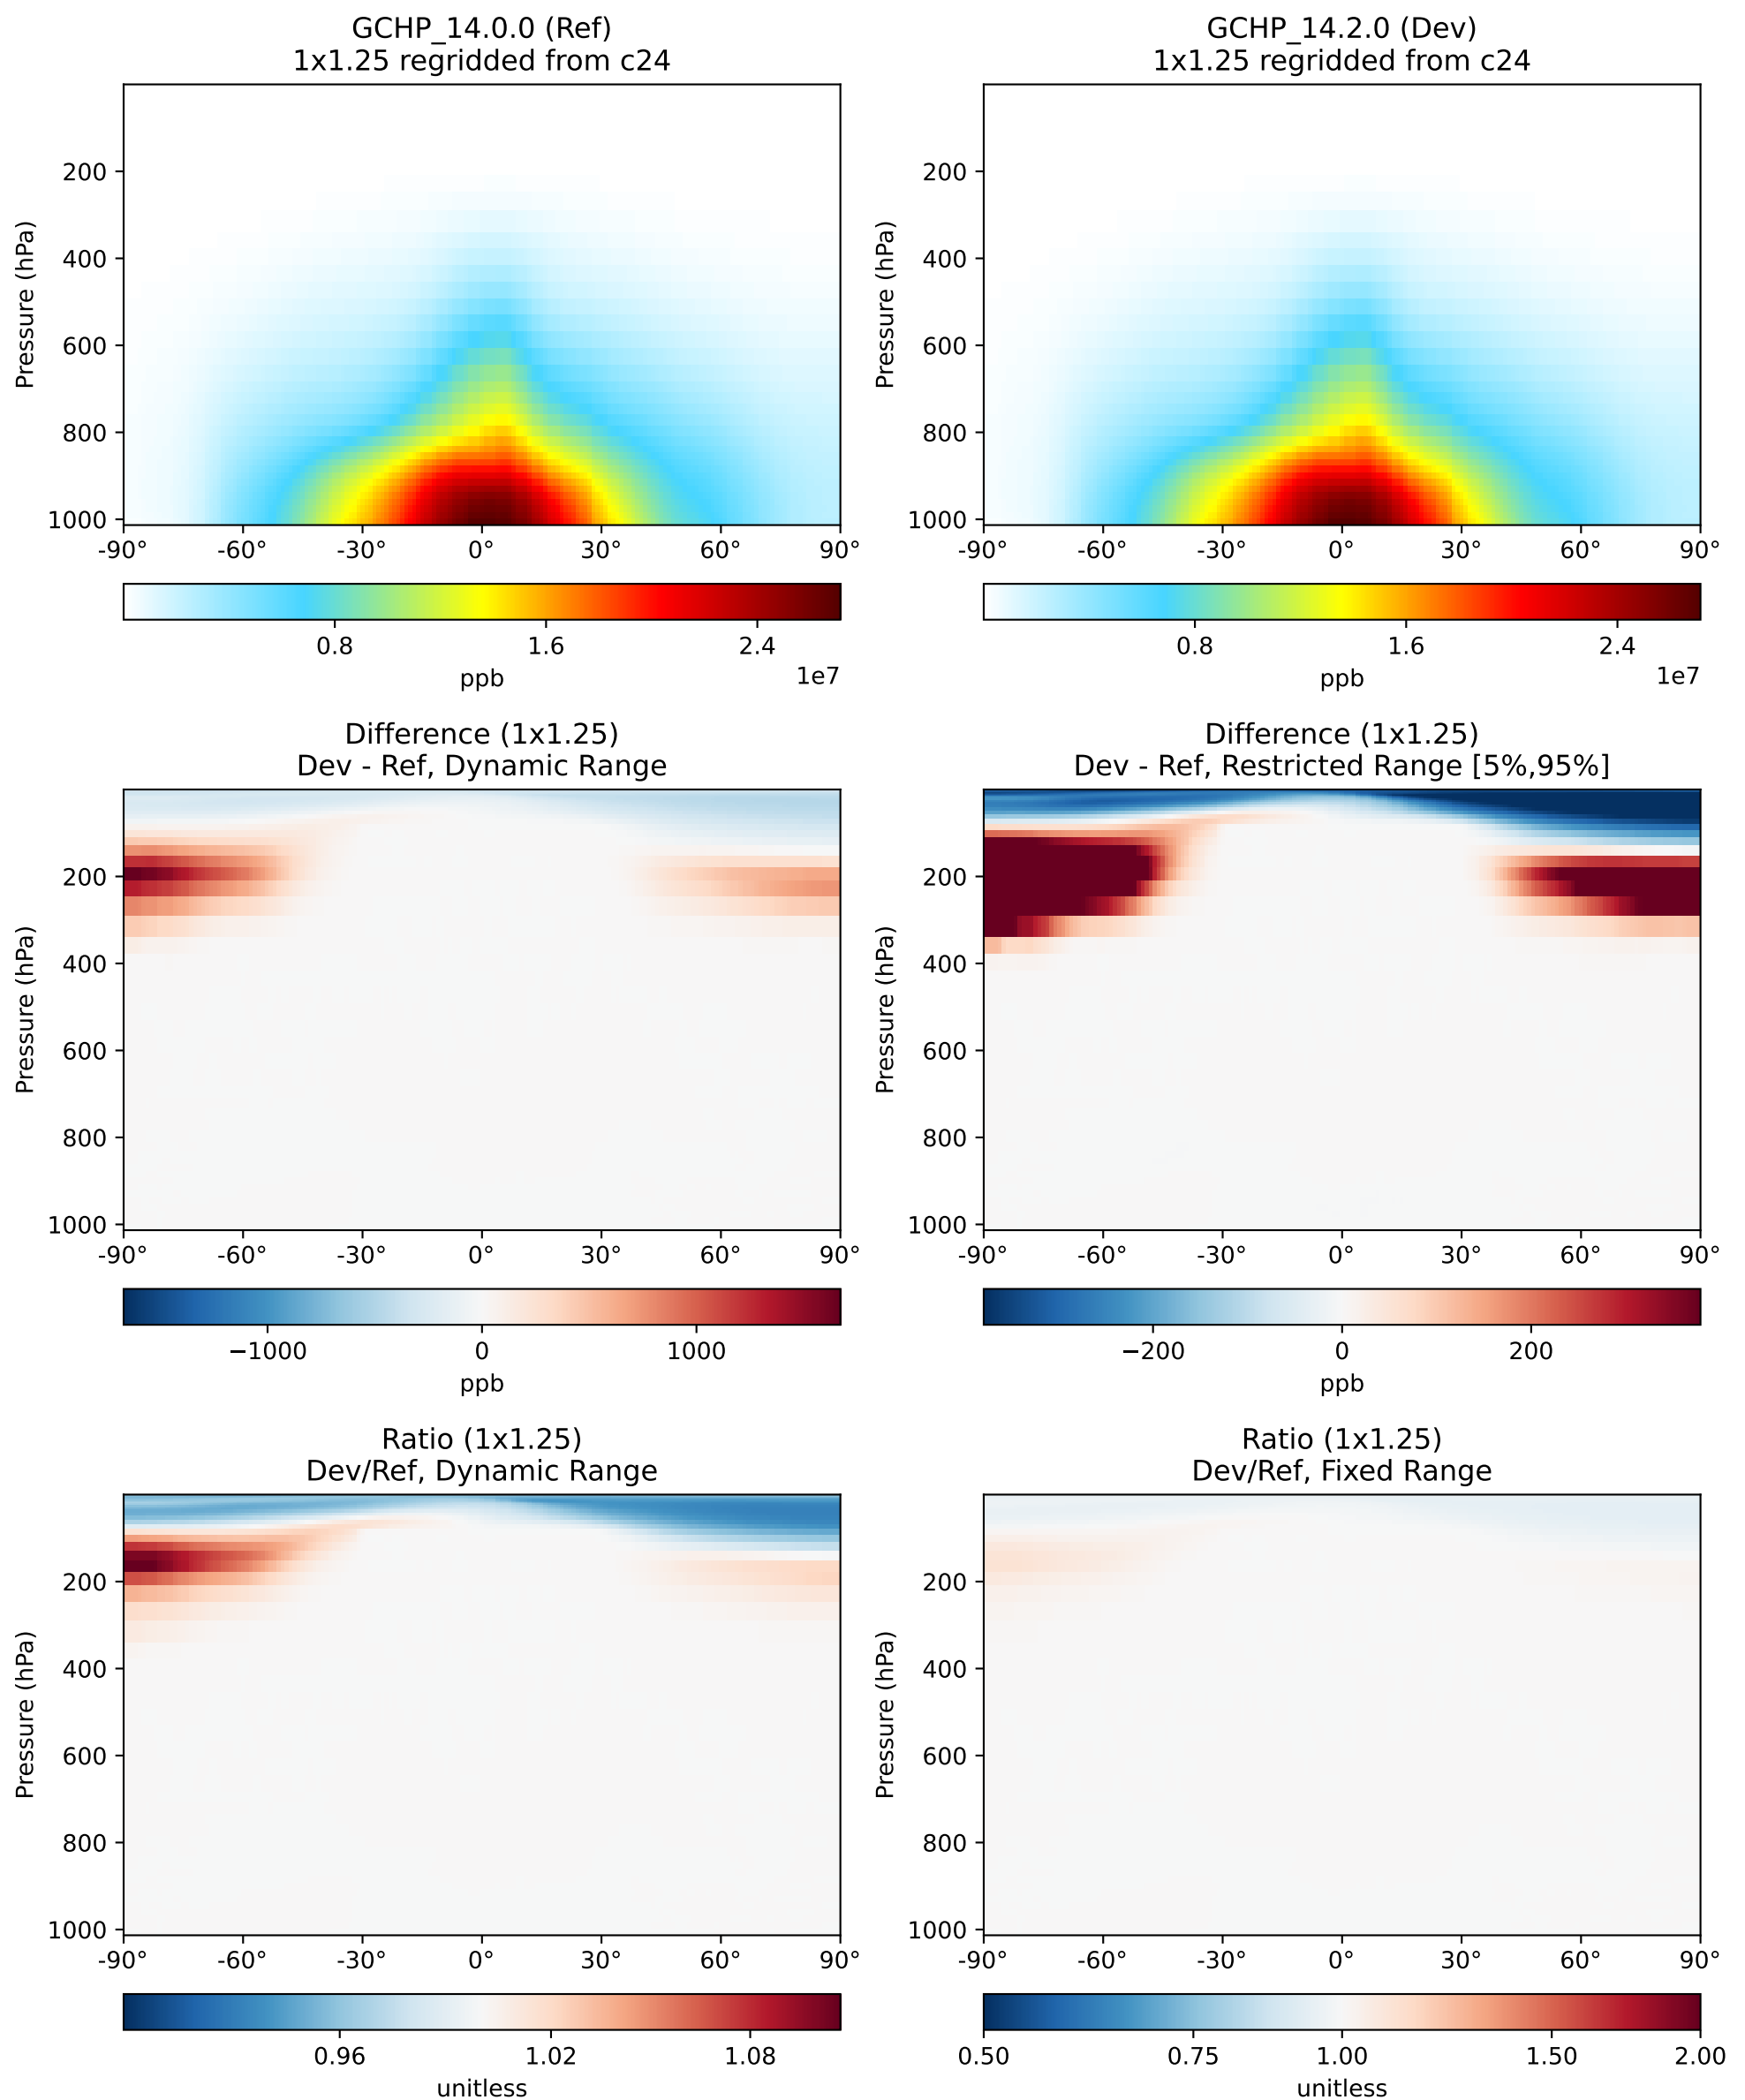 GCHP_14.0.0 (Ref)
1x1.25 regridded from c24
Pressure (hPa)
200
400
600
800
1000
-90° -60° -30° 0° 30° 60° 90°
0.8 1.6 2.4
1e7
ppb
GCHP_14.2.0 (Dev)
1x1.25 regridded from c24
Pressure (hPa)
200
400
600
800
1000
-90° -60° -30° 0° 30° 60° 90°
0.8 1.6 2.4
1e7
ppb
Difference (1x1.25)
Dev - Ref, Dynamic Range
Pressure (hPa)
200
400
600
800
1000
-90° -60° -30° 0° 30° 60° 90°
−1000 0 1000
ppb
Difference (1x1.25)
Dev - Ref, Restricted Range [5%,95%]
Pressure (hPa)
200
400
600
800
1000
-90° -60° -30° 0° 30° 60° 90°
−200 0 200
ppb
Ratio (1x1.25)
Dev/Ref, Dynamic Range
Pressure (hPa)
200
400
600
800
1000
-90° -60° -30° 0° 30° 60° 90°
0.96 1.02 1.08
unitless
Ratio (1x1.25)
Dev/Ref, Fixed Range
Pressure (hPa)
200
400
600
800
1000
-90° -60° -30° 0° 30° 60° 90°
0.50 0.75 1.00 1.50 2.00
unitless